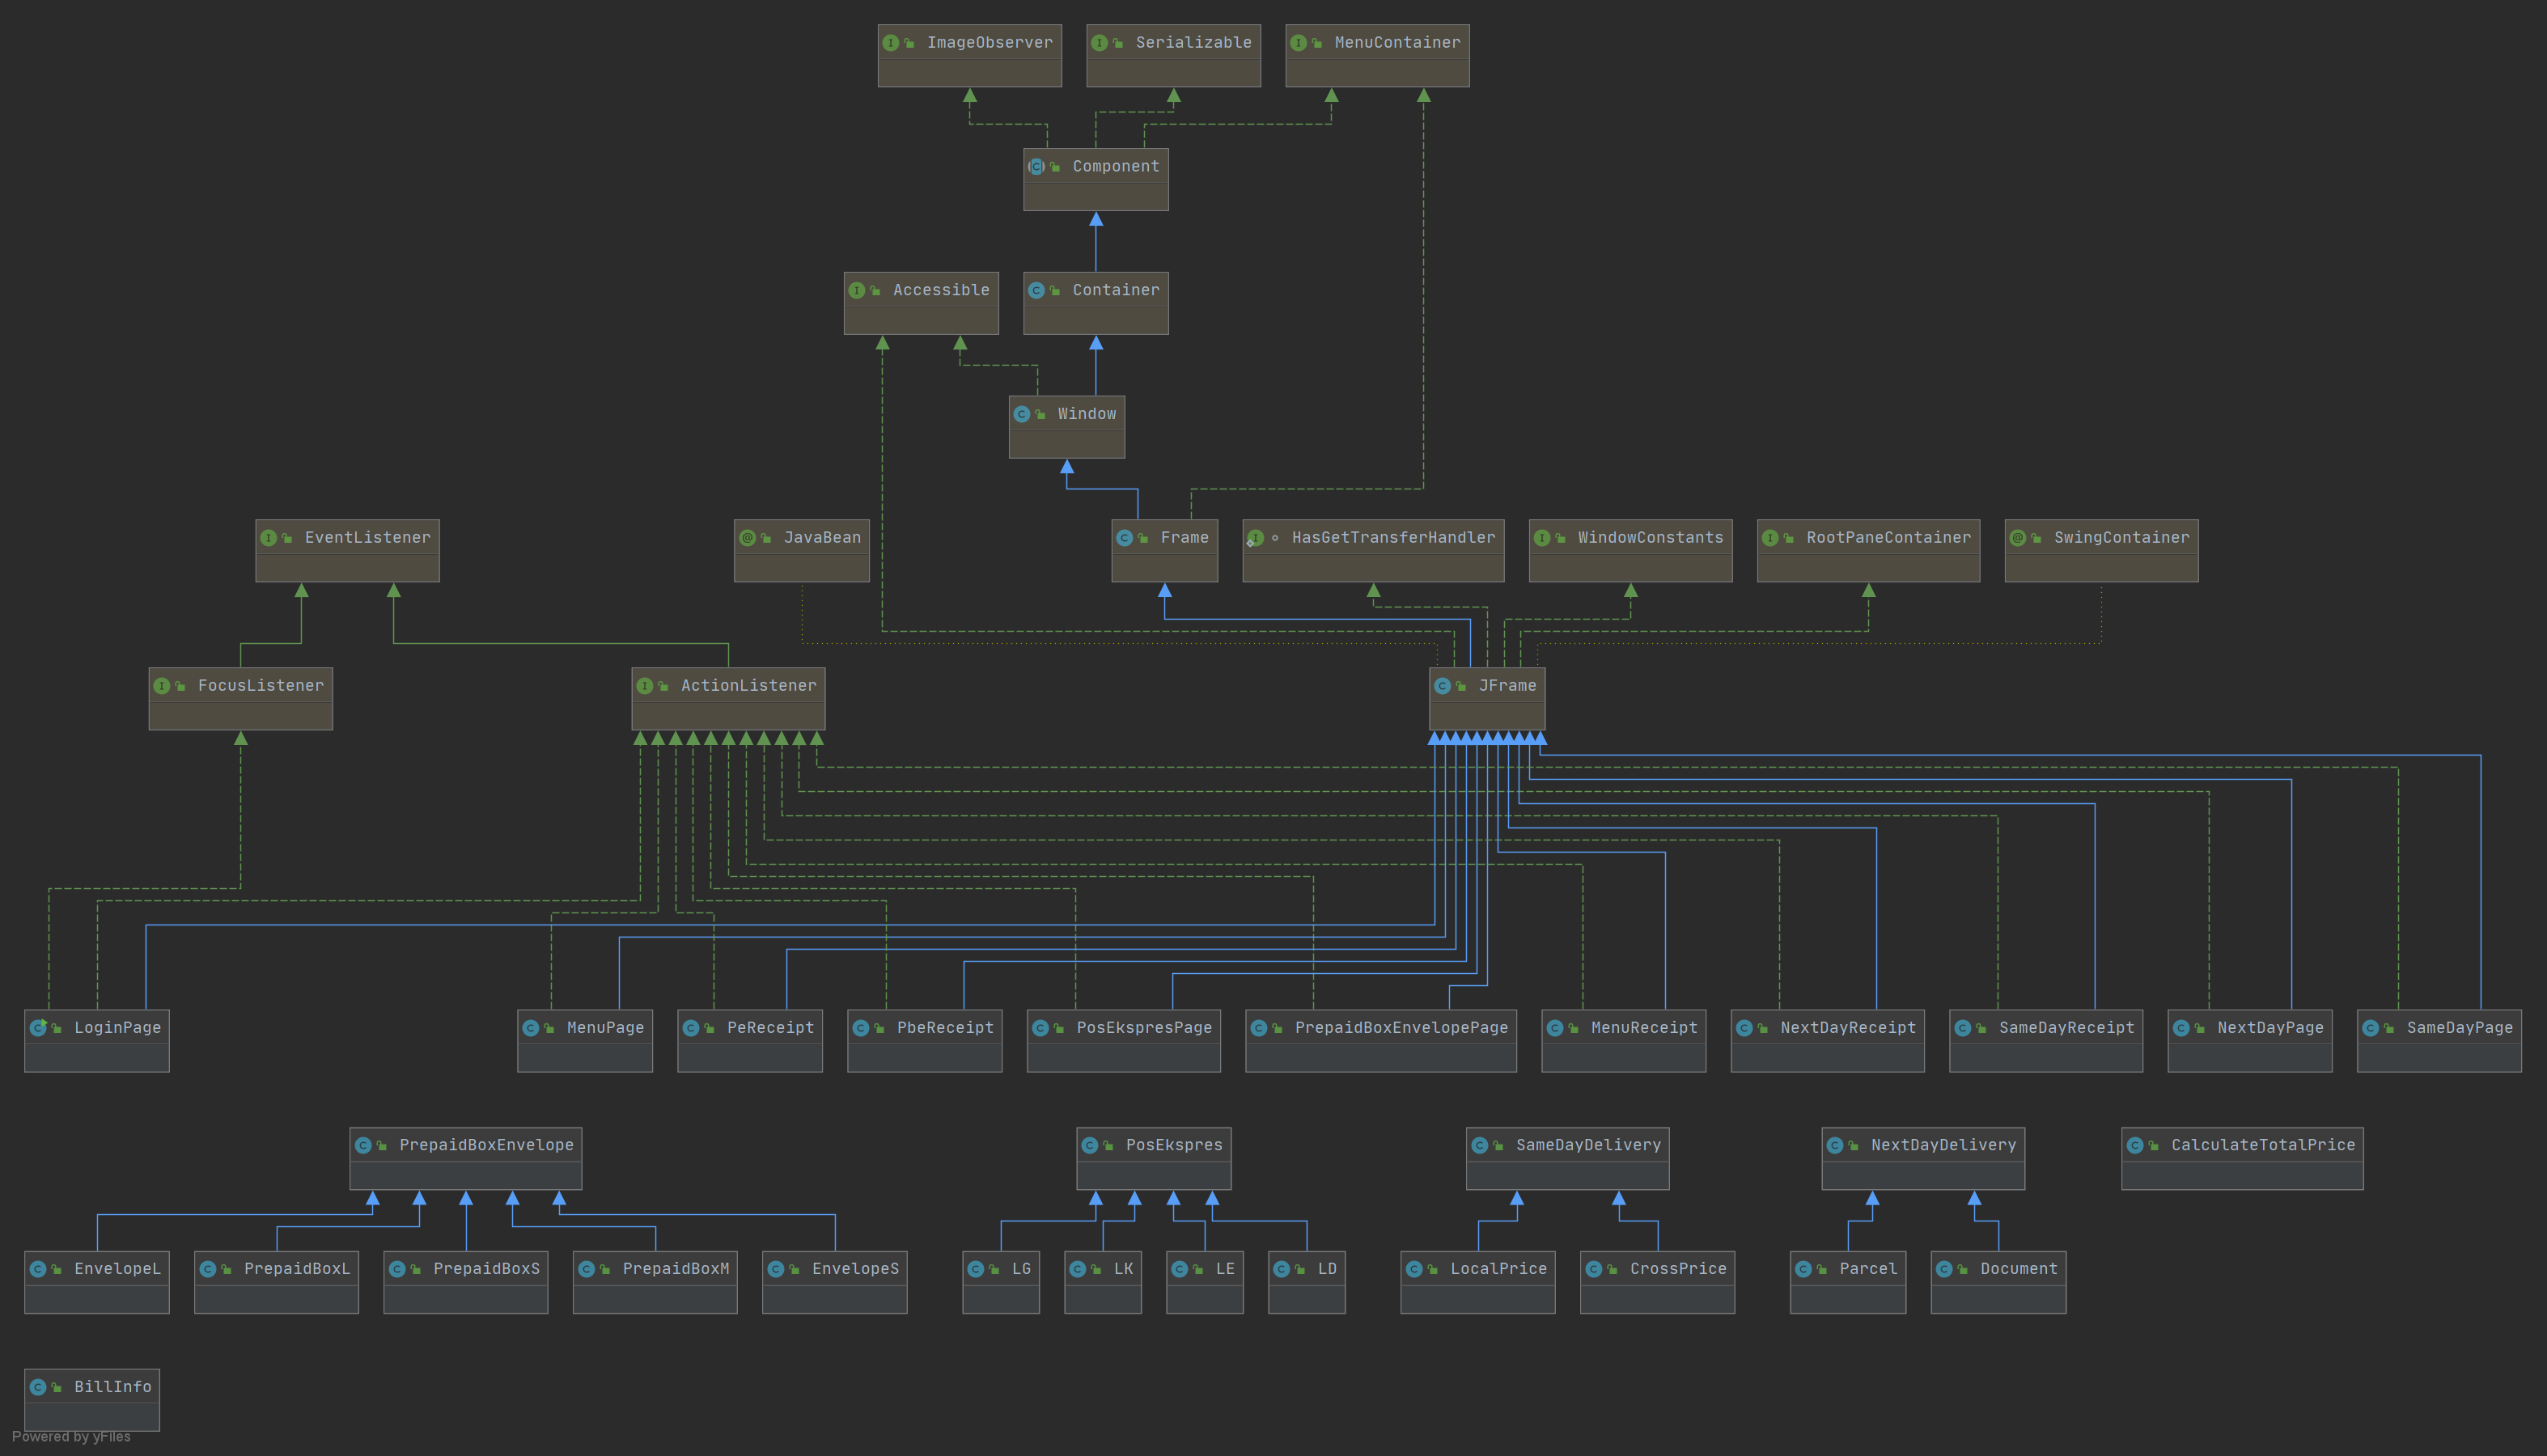 ImageObserver
Serializable
MenuContainer
Component
Accessible
Container
Window
EventListener
JavaBean
Frame
HasGetTransferHandler
WindowConstants
RootPaneContainer
SwingContainer
FocusListener
ActionListener
JFrame
LoginPage
MenuPage
PeReceipt
PbeReceipt
PosEkspresPage
PrepaidBoxEnvelopePage
MenuReceipt
NextDayReceipt
SameDayReceipt
NextDayPage
SameDayPage
PrepaidBoxEnvelope
PosEkspres
SameDayDelivery
NextDayDelivery
CalculateTotalPrice
EnvelopeL
PrepaidBoxL
PrepaidBoxS
PrepaidBoxM
EnvelopeS
LG
LK
LE
LD
LocalPrice
CrossPrice
Parcel
Document
BillInfo
Powered by yFiles